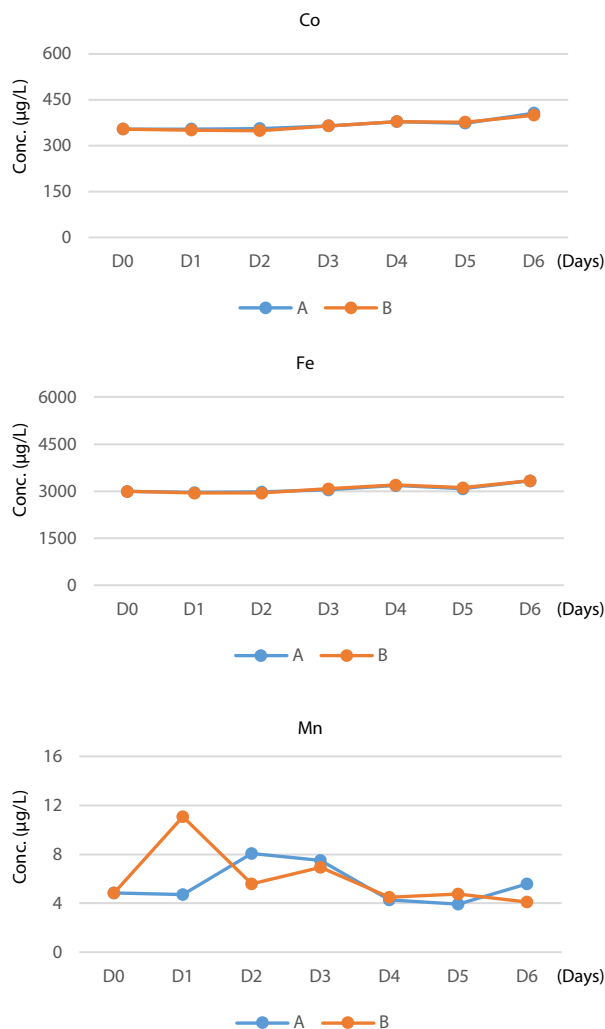 Co
Conc. (µg/L)
600
450
300
150
0
D0 D1 D2 D3 D4 D5 D6 (Days)
A B
Fe
Conc. (µg/L)
6000
4500
3000
1500
0
D0 D1 D2 D3 D4 D5 D6 (Days)
A B
Mn
Conc. (µg/L)
16
12
8
4
0
D0 D1 D2 D3 D4 D5 D6 (Days)
A B